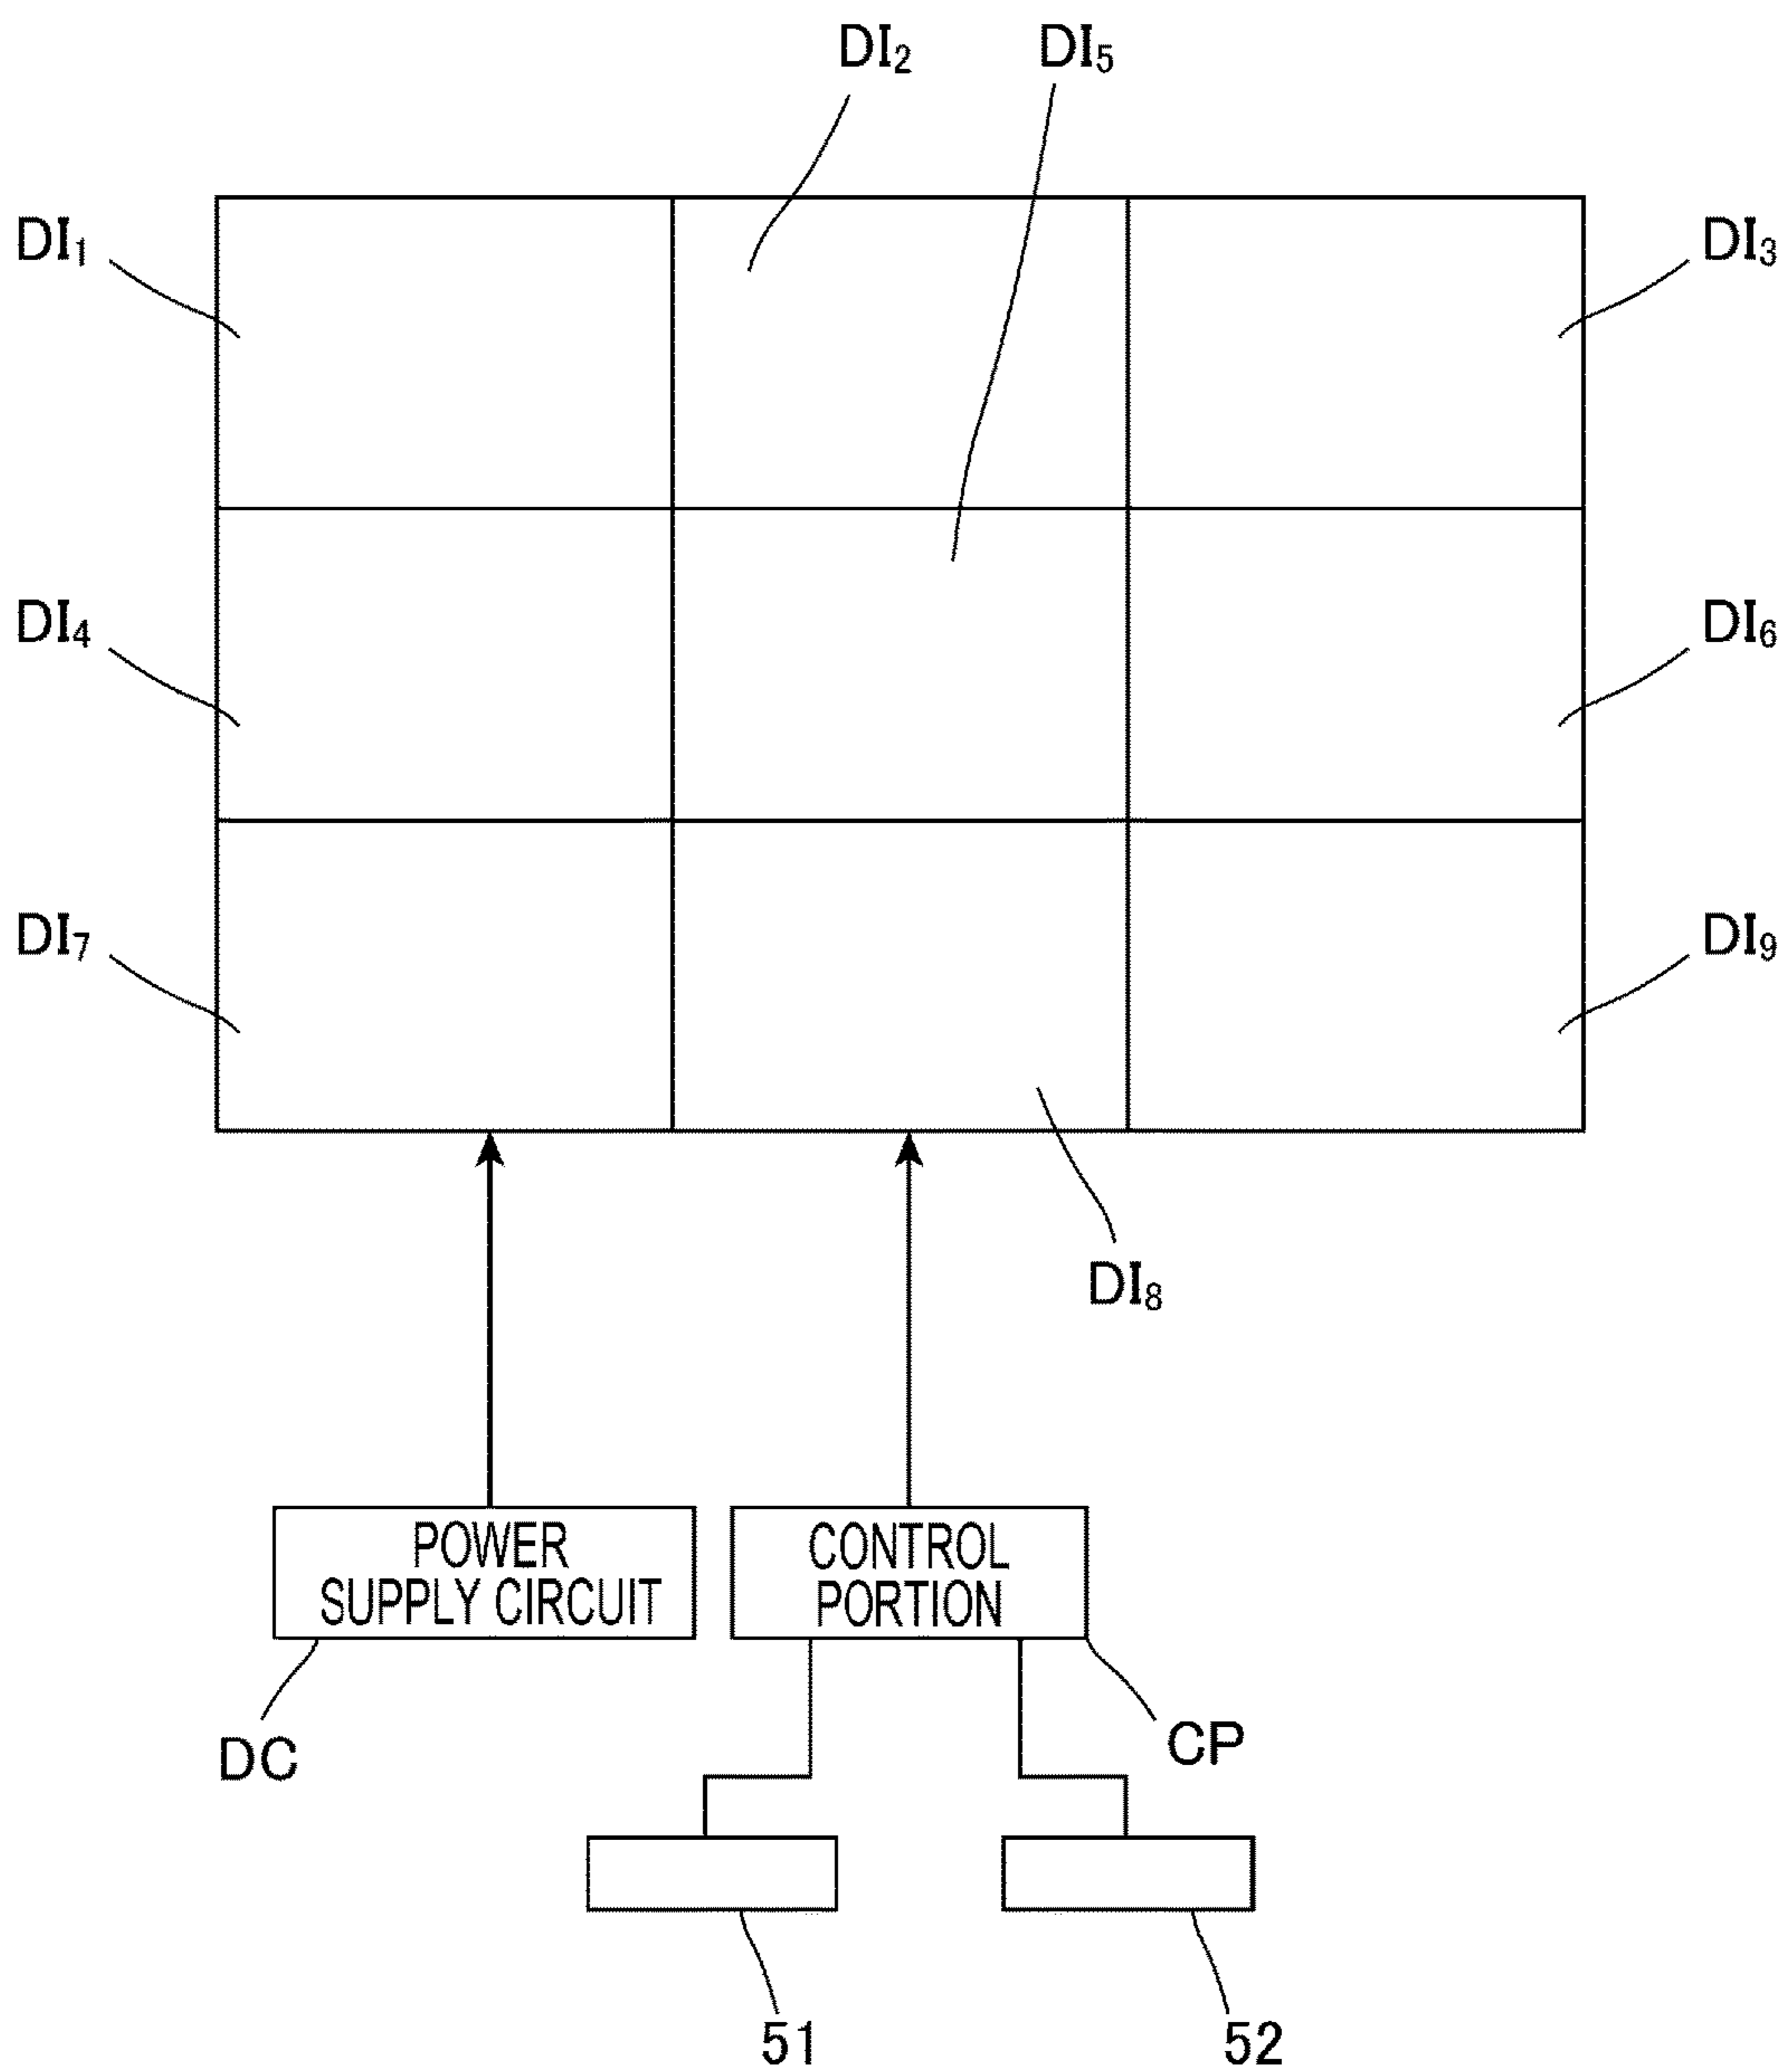 DI2
DI5
DI1
DI3
DI4
DI6
DI7
DI9
DI8
POWER
SUPPLY CIRCUIT
CONTROL
PORTION
DC
CP
51
52